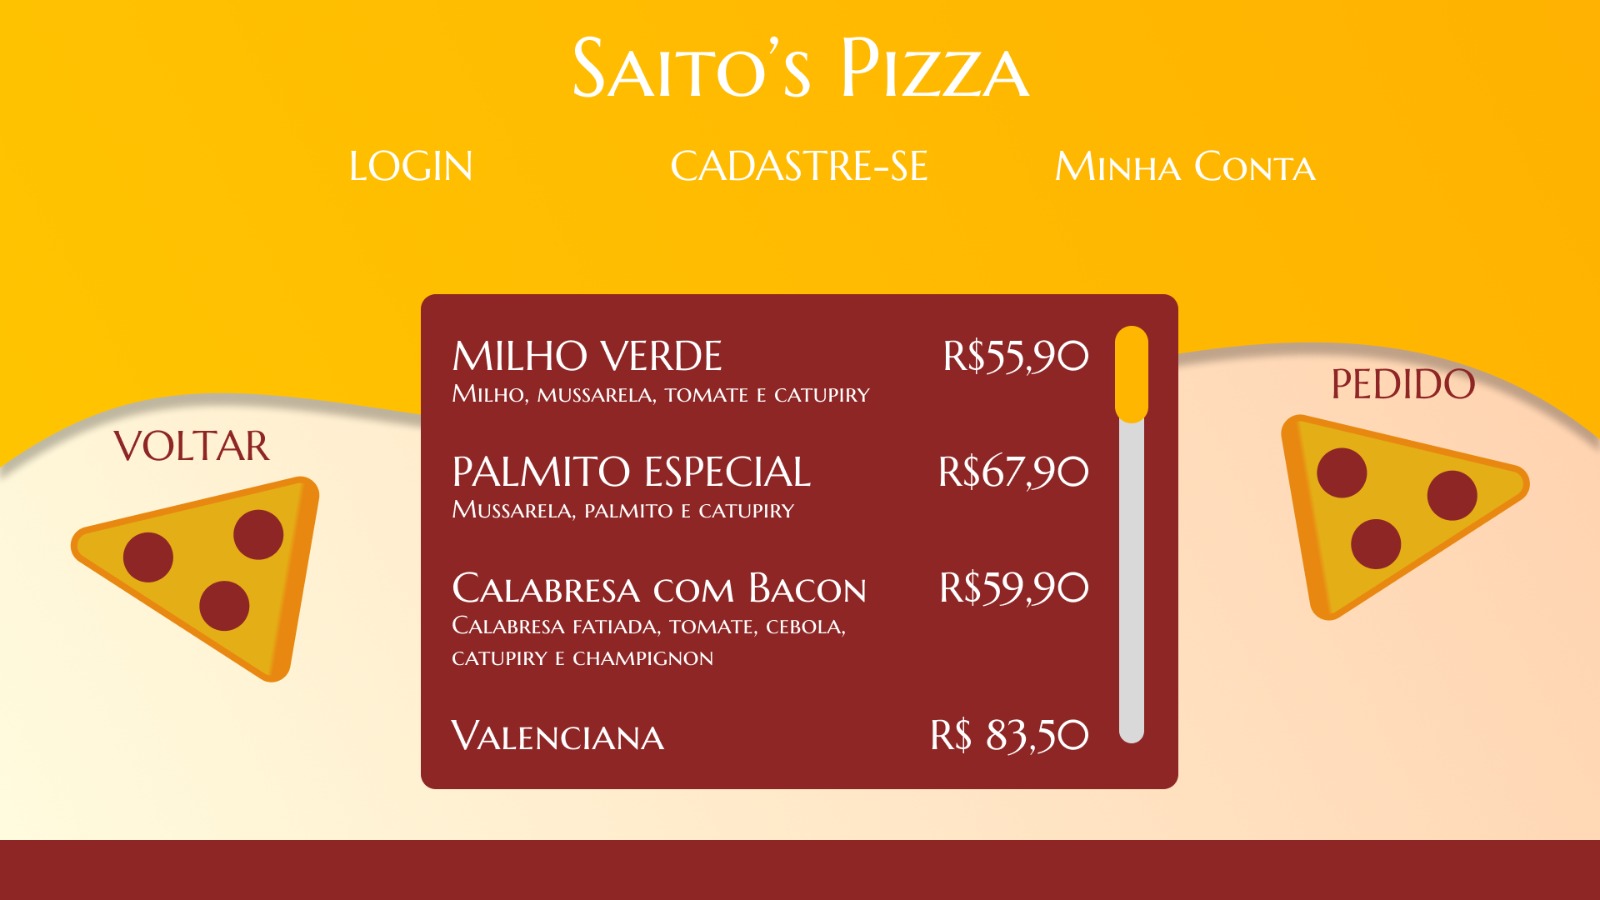 Saito's Pizza
LOGIN CADASTRE-SE Minha Conta
MILHO VERDE R$55,90
Milho, mussarela, tomate e catupiry
PEDIDO
VOLTAR
PALMITO ESPECIAL R$67,90
Mussarela, palmito e catupiry
Calabresa com Bacon R$59,90
Calabresa fatiada, tomate, cebola,
catupiry e champignon
Valenciana R$ 83,50